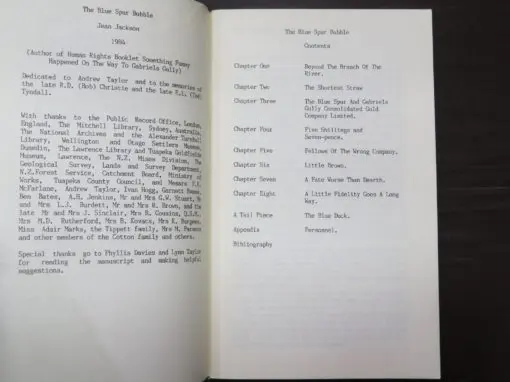 The Blue Spur Bubble
Jean Jackson
1984
(Author of Human Rights Booklet Something Funny
Happened On The Way To Gabriels Gully)
Dedicated to Andrew Taylor and to the memories of
the late R.D. (Bob) Christie and the late E.L. (Ted)
Tyndall.
With thanks to the Public Record Office, London,
England, The Mitchell Library, Sydney, Australia,
The National Archives and the Alexander Turnbull
Library, Wellington and Otago Settlers Museum,
Dunedin, The Lawrence Library and Tuapeka Goldfields
Museum, Lawrence, The N.Z. Mines Division, The
Geological Survey, Lands and Survey Department,
N.Z.Forest Service, Catchment Board, Ministry of
Works, Tuapeka County Council, and Messrs
McFarlane, Andrew Taylor, Ivan Hogg, Garnet
Ben Bates, A.H. Jenkins, Mr and Mrs G.W. Stuart, Mr
and Mrs L.J. Burdett, Mr and Mrs H. Brown, and the
late Mr and Mrs J. Sinclair, Mrs B. Cousins, Q.S.M.,
Mrs M.D. Rutherford, Mrs B. Kovacs, Mrs K. Burgess,
Miss Adair Marks, the Tippett family, Mrs M. Parsons
and other members of the Cotton family and others.
Special thanks go to Phyllis Davies and Lynn Taylor
for reading the manuscript and making helpful
suggestions.
The Blue Spur Bubble
Contents
Chapter One Beyond The Branch Of The
River.
Chapter Two The Shortest Straw
Chapter Three The Blue Spur And Gabriels
Gully Consolidated Gold
Company Limited.
Chapter Four Five Shillings and
Seven-pence.
Chapter Five Fellows Of The Wrong Company.
Chapter Six Little Brown.
Chapter Seven A Fate Worse Than Dearth.
Chapter Eight A Little Fidelity Goes A Long
Way.
A Tail Piece The Blue Duck.
Appendix Personnel.
Bibliography